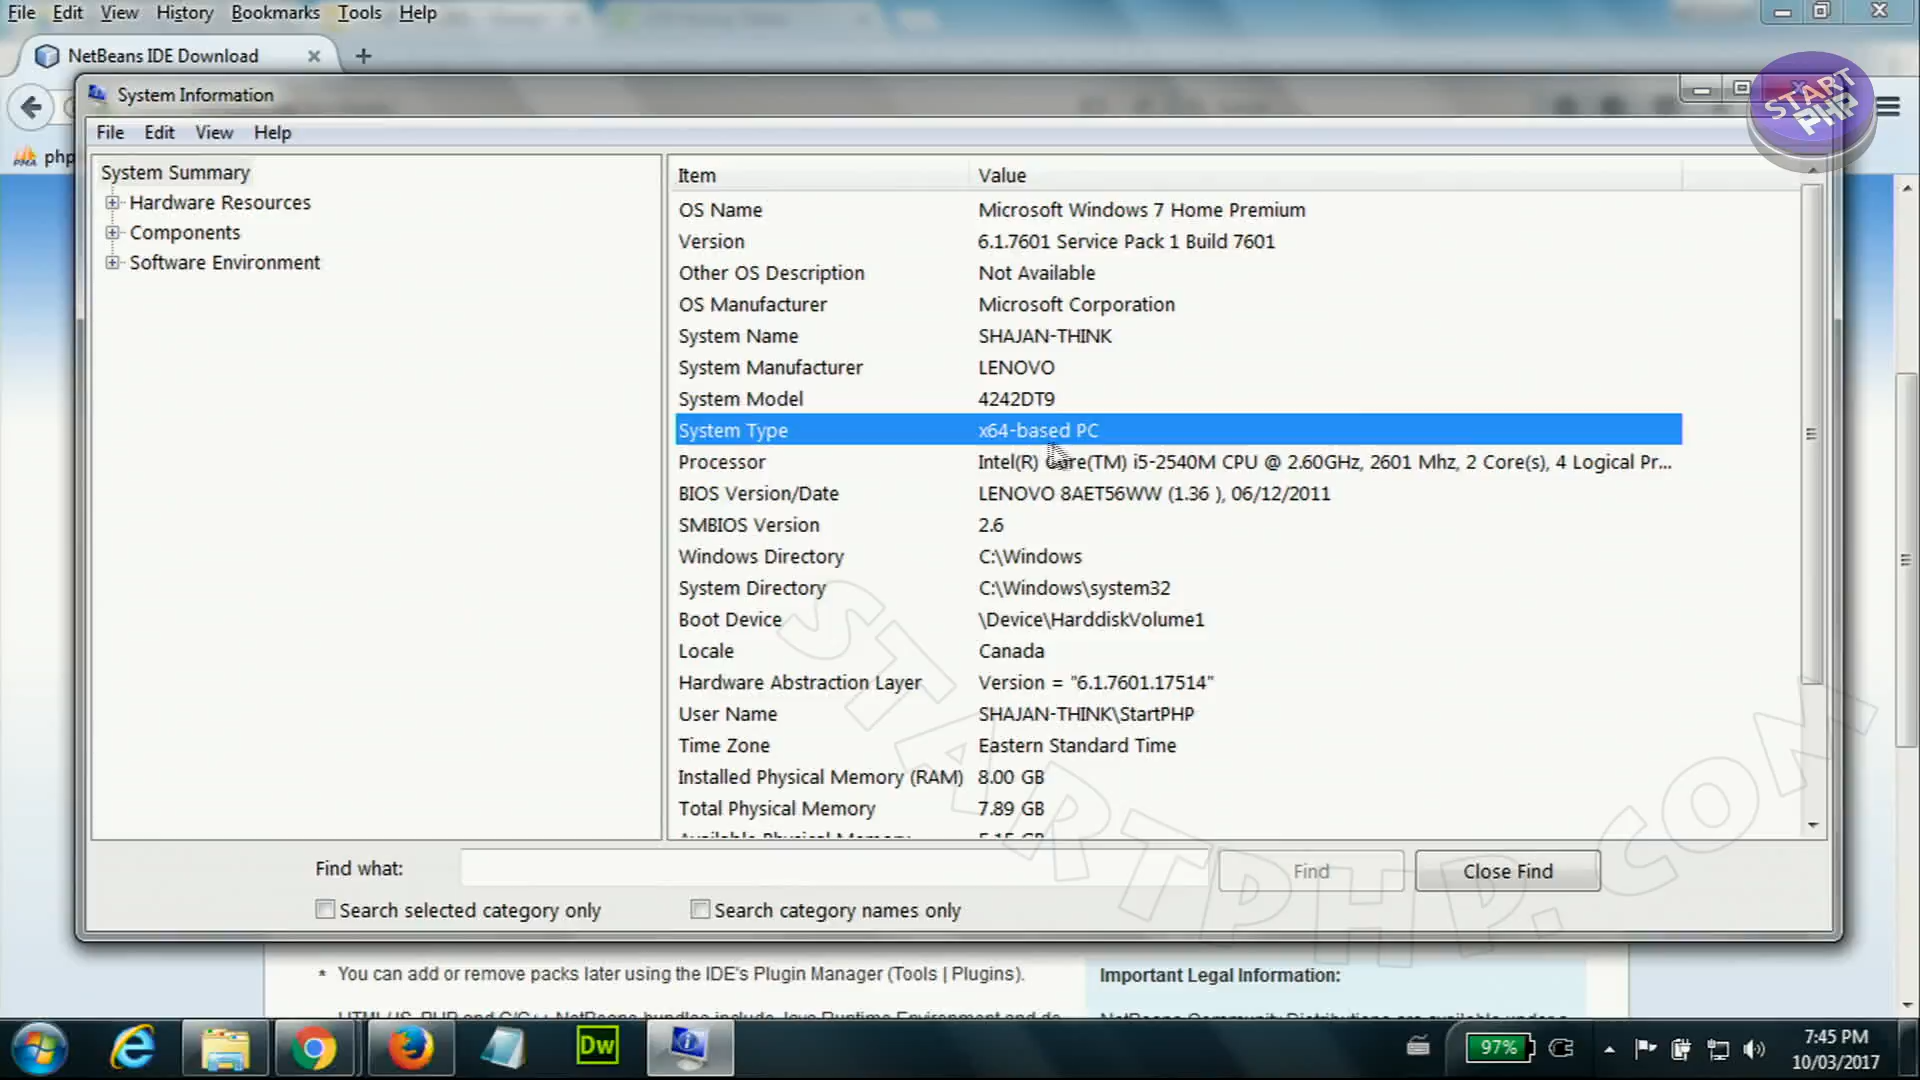 File Edit View History Bookmarks Tools Help
NetBeans IDE Download
START PHP
System Information
File Edit View Help
php
System Summary
Hardware Resources
Components
Software Environment
Item Value
OS Name Microsoft Windows 7 Home Premium
Version 6.1.7601 Service Pack 1 Build 7601
Other OS Description Not Available
OS Manufacturer Microsoft Corporation
System Name SHAJAN-THINK
System Manufacturer LENOVO
System Model 4242DT9
System Type x64-based PC
Processor Intel(R) Core(TM) i5-2540M CPU @ 2.60GHz, 2601 Mhz, 2 Core(s), 4 Logical Pr...
BIOS Version/Date LENOVO 8AET56WW (1.36 ), 06/12/2011
SMBIOS Version 2.6
Windows Directory C:\Windows
System Directory C:\Windows\system32
Boot Device \Device\HarddiskVolume1
Locale Canada
Hardware Abstraction Layer Version = "6.1.7601.17514"
User Name SHAJAN-THINK\StartPHP
Time Zone Eastern Standard Time
Installed Physical Memory (RAM) 8.00 GB
Total Physical Memory 7.89 GB
Available Physical Memory 5.15 GB
STARTPHP.COM
Find what: Find Close Find
Search selected category only Search category names only
* You can add or remove packs later using the IDE's Plugin Manager (Tools | Plugins).
Important Legal Information:
Dw
97%
7:45 PM
10/03/2017